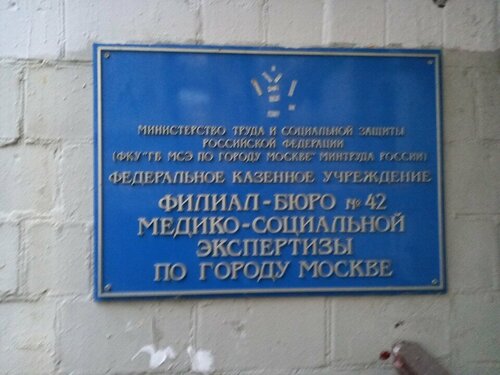 МИНИСТЕРСТВО ТРУДА И СОЦИАЛЬНОЙ ЗАЩИТЫ
РОССИЙСКОЙ ФЕДЕРАЦИИ
(ФКУ"ГБ МСЭ ПО ГОРОДУ МОСКВЕ" МИНТРУДА РОССИИ)
ФЕДЕРАЛЬНОЕ КАЗЕННОЕ УЧРЕЖДЕНИЕ
ФИЛИАЛ-БЮРО № 42
МЕДИКО-СОЦИАЛЬНОЙ
ЭКСПЕРТИЗЫ
ПО ГОРОДУ МОСКВЕ